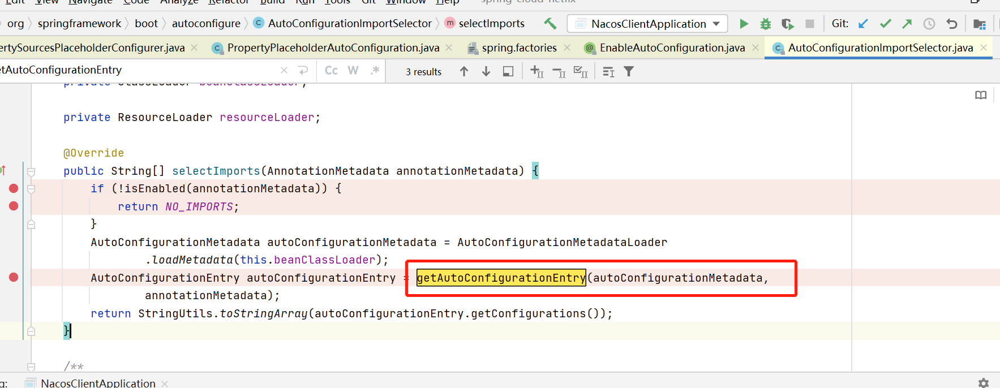 Edit View Navigate Code Analyze Refactor Build Run Tools Git Window Help spring-cloud-netflix
org springframework boot autoconfigure AutoConfigurationImportSelector selectImports NacosClientApplication Git:
ertySourcesPlaceholderConfigurer.java PropertyPlaceholderAutoConfiguration.java spring.factories EnableAutoConfiguration.java AutoConfigurationImportSelector.java
etAutoConfigurationEntry Cc W .* 3 results
private ClassLoader beanClassLoader;
private ResourceLoader resourceLoader;
@Override
public String[] selectImports(AnnotationMetadata annotationMetadata) {
if (!isEnabled(annotationMetadata)) {
return NO_IMPORTS;
}
AutoConfigurationMetadata autoConfigurationMetadata = AutoConfigurationMetadataLoader
.loadMetadata(this.beanClassLoader);
AutoConfigurationEntry autoConfigurationEntry = getAutoConfigurationEntry(autoConfigurationMetadata,
annotationMetadata);
return StringUtils.toStringArray(autoConfigurationEntry.getConfigurations());
}
/**
g: NacosClientApplication